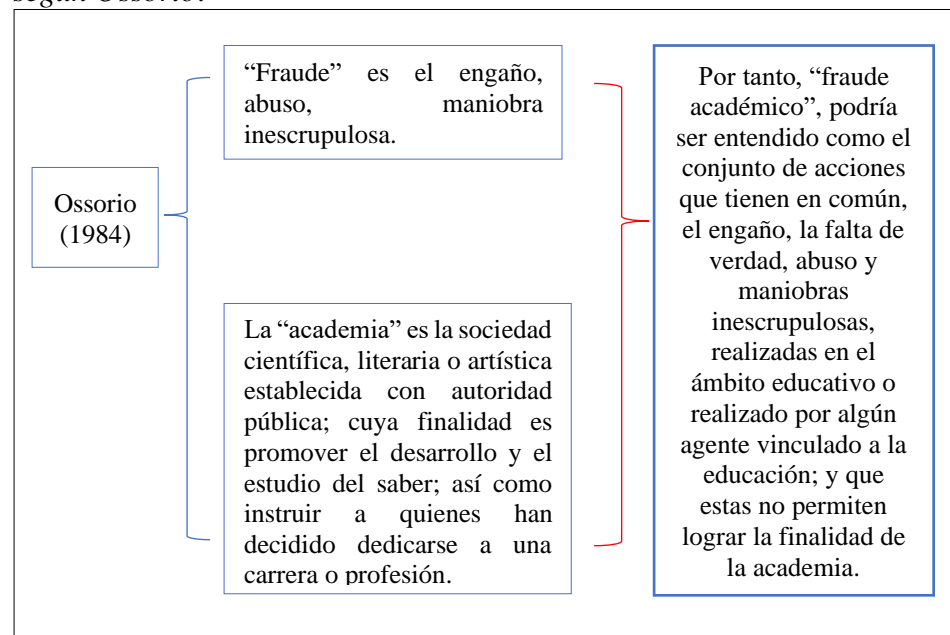 según Ossorio.
“Fraude” es el engaño,
abuso, maniobra
inescrupulosa.
Ossorio
(1984)
La “academia” es la sociedad
científica, literaria o artística
establecida con autoridad
pública; cuya finalidad es
promover el desarrollo y el
estudio del saber; así como
instruir a quienes han
decidido dedicarse a una
carrera o profesión.
Por tanto, “fraude
académico”, podría
ser entendido como el
conjunto de acciones
que tienen en común,
el engaño, la falta de
verdad, abuso y
maniobras
inescrupulosas,
realizadas en el
ámbito educativo o
realizado por algún
agente vinculado a la
educación; y que
estas no permiten
lograr la finalidad de
la academia.